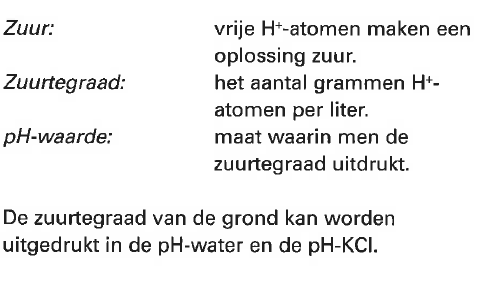 Zuur: vrije H⁺-atomen maken een
oplossing zuur.
Zuurtegraad: het aantal grammen H⁺-
atomen per liter.
pH-waarde: maat waarin men de
zuurtegraad uitdrukt.
De zuurtegraad van de grond kan worden
uitgedrukt in de pH-water en de pH-KCl.